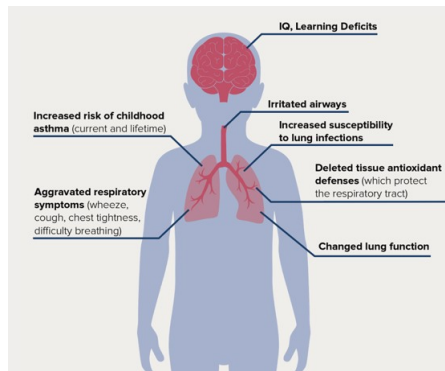 IQ, Learning Deficits
Irritated airways
Increased risk of childhood
asthma (current and lifetime)
Increased susceptibility
to lung infections
Deleted tissue antioxidant
defenses (which protect
the respiratory tract)
Aggravated respiratory
symptoms (wheeze,
cough, chest tightness,
difficulty breathing)
Changed lung function